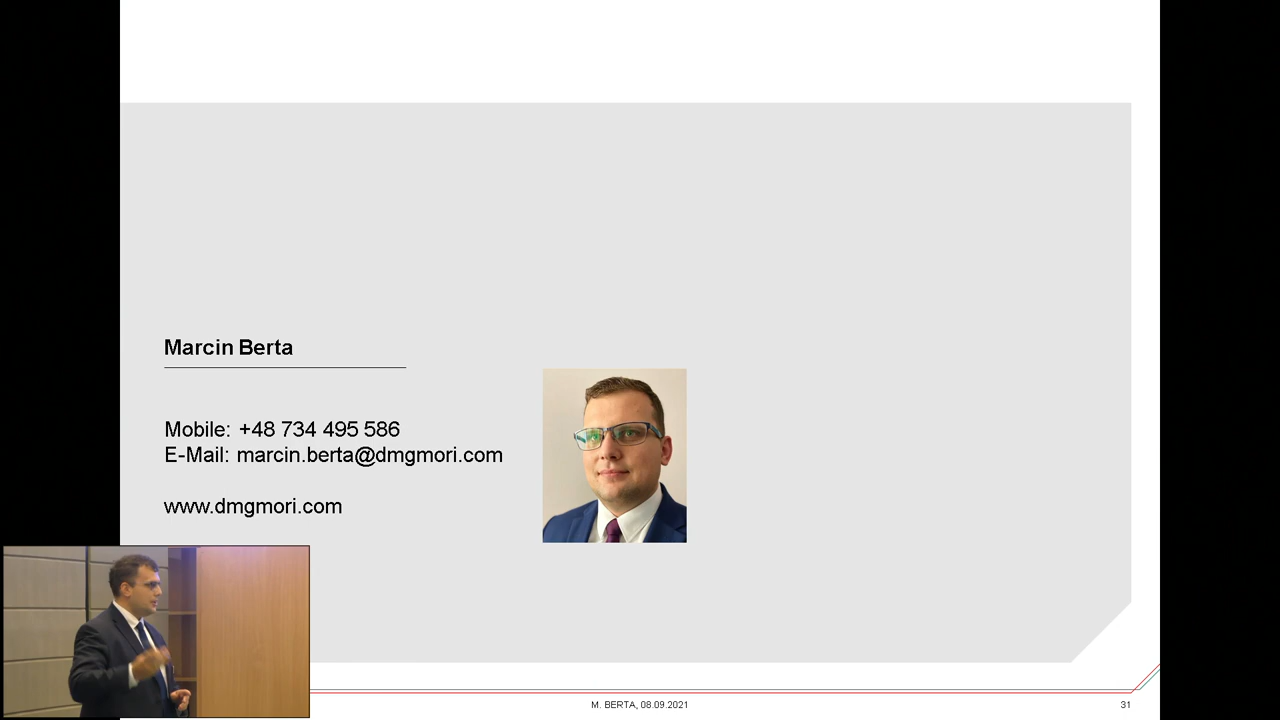 Marcin Berta
Mobile: +48 734 495 586
E-Mail: marcin.berta@dmgmori.com
www.dmgmori.com
M. BERTA, 08.09.2021
31